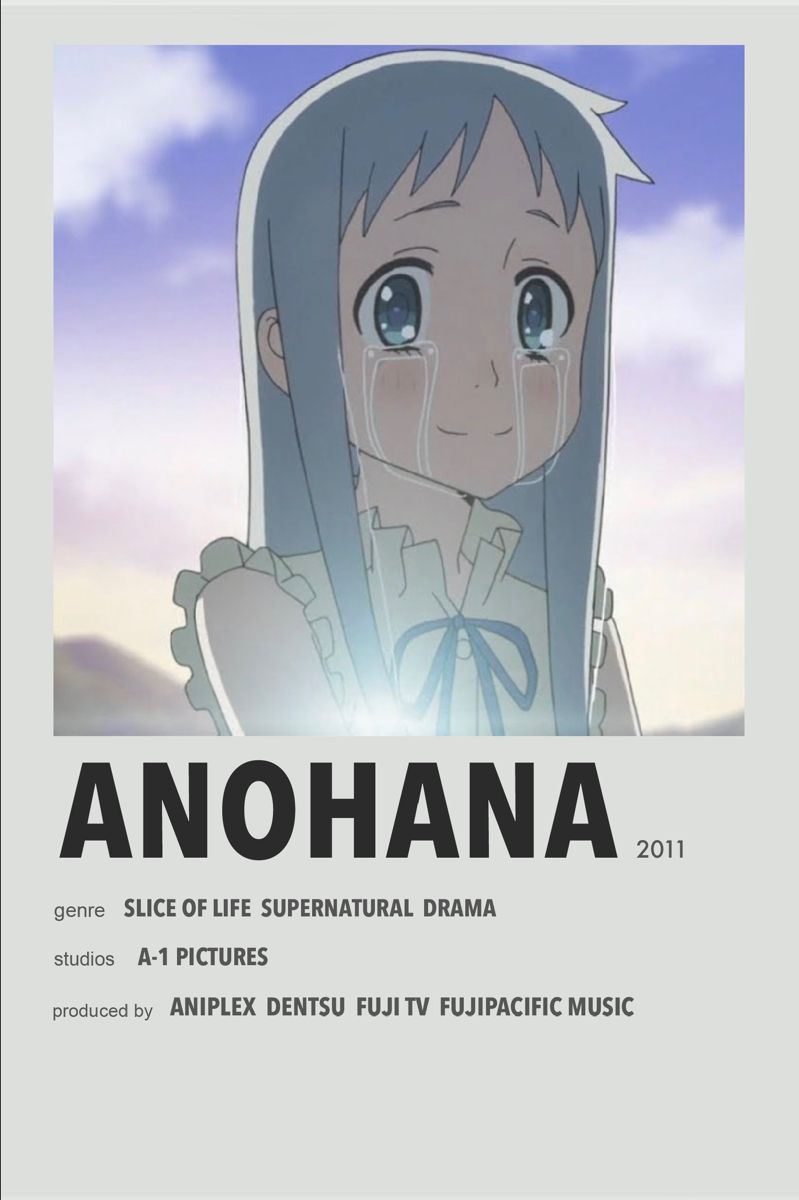 ANOHANA 2011
genre SLICE OF LIFE SUPERNATURAL DRAMA
studios A-1 PICTURES
produced by ANIPLEX DENTSU FUJI TV FUJIPACIFIC MUSIC